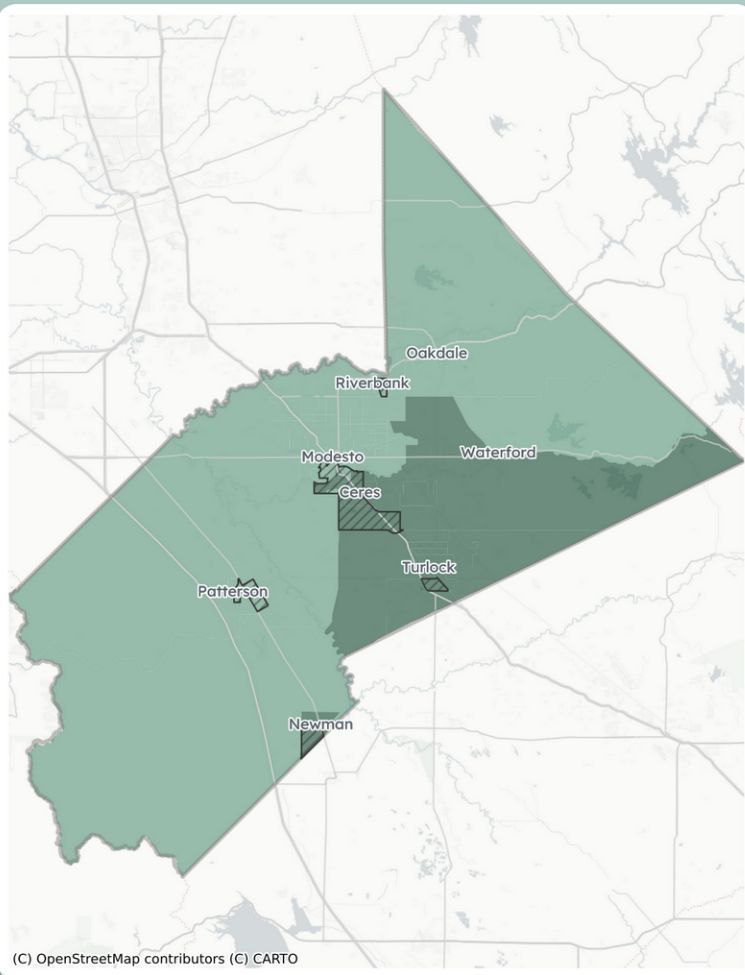 Oakdale
Riverbank
Modesto
Waterford
Ceres
Turlock
Patterson
Newman
(C) OpenStreetMap contributors (C) CARTO